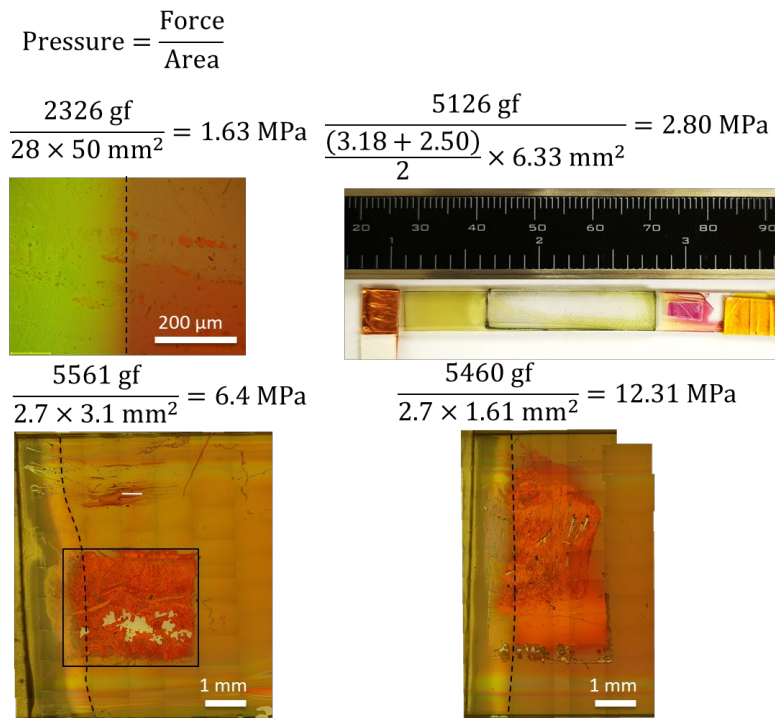 Pressure = Force / Area
2326 gf / 28 × 50 mm² = 1.63 MPa
5126 gf / (3.18 + 2.50) / 2 × 6.33 mm² = 2.80 MPa
200 µm
20 30 40 50 60 70 80 90
1 2 3
5561 gf / 2.7 × 3.1 mm² = 6.4 MPa
5460 gf / 2.7 × 1.61 mm² = 12.31 MPa
1 mm
1 mm